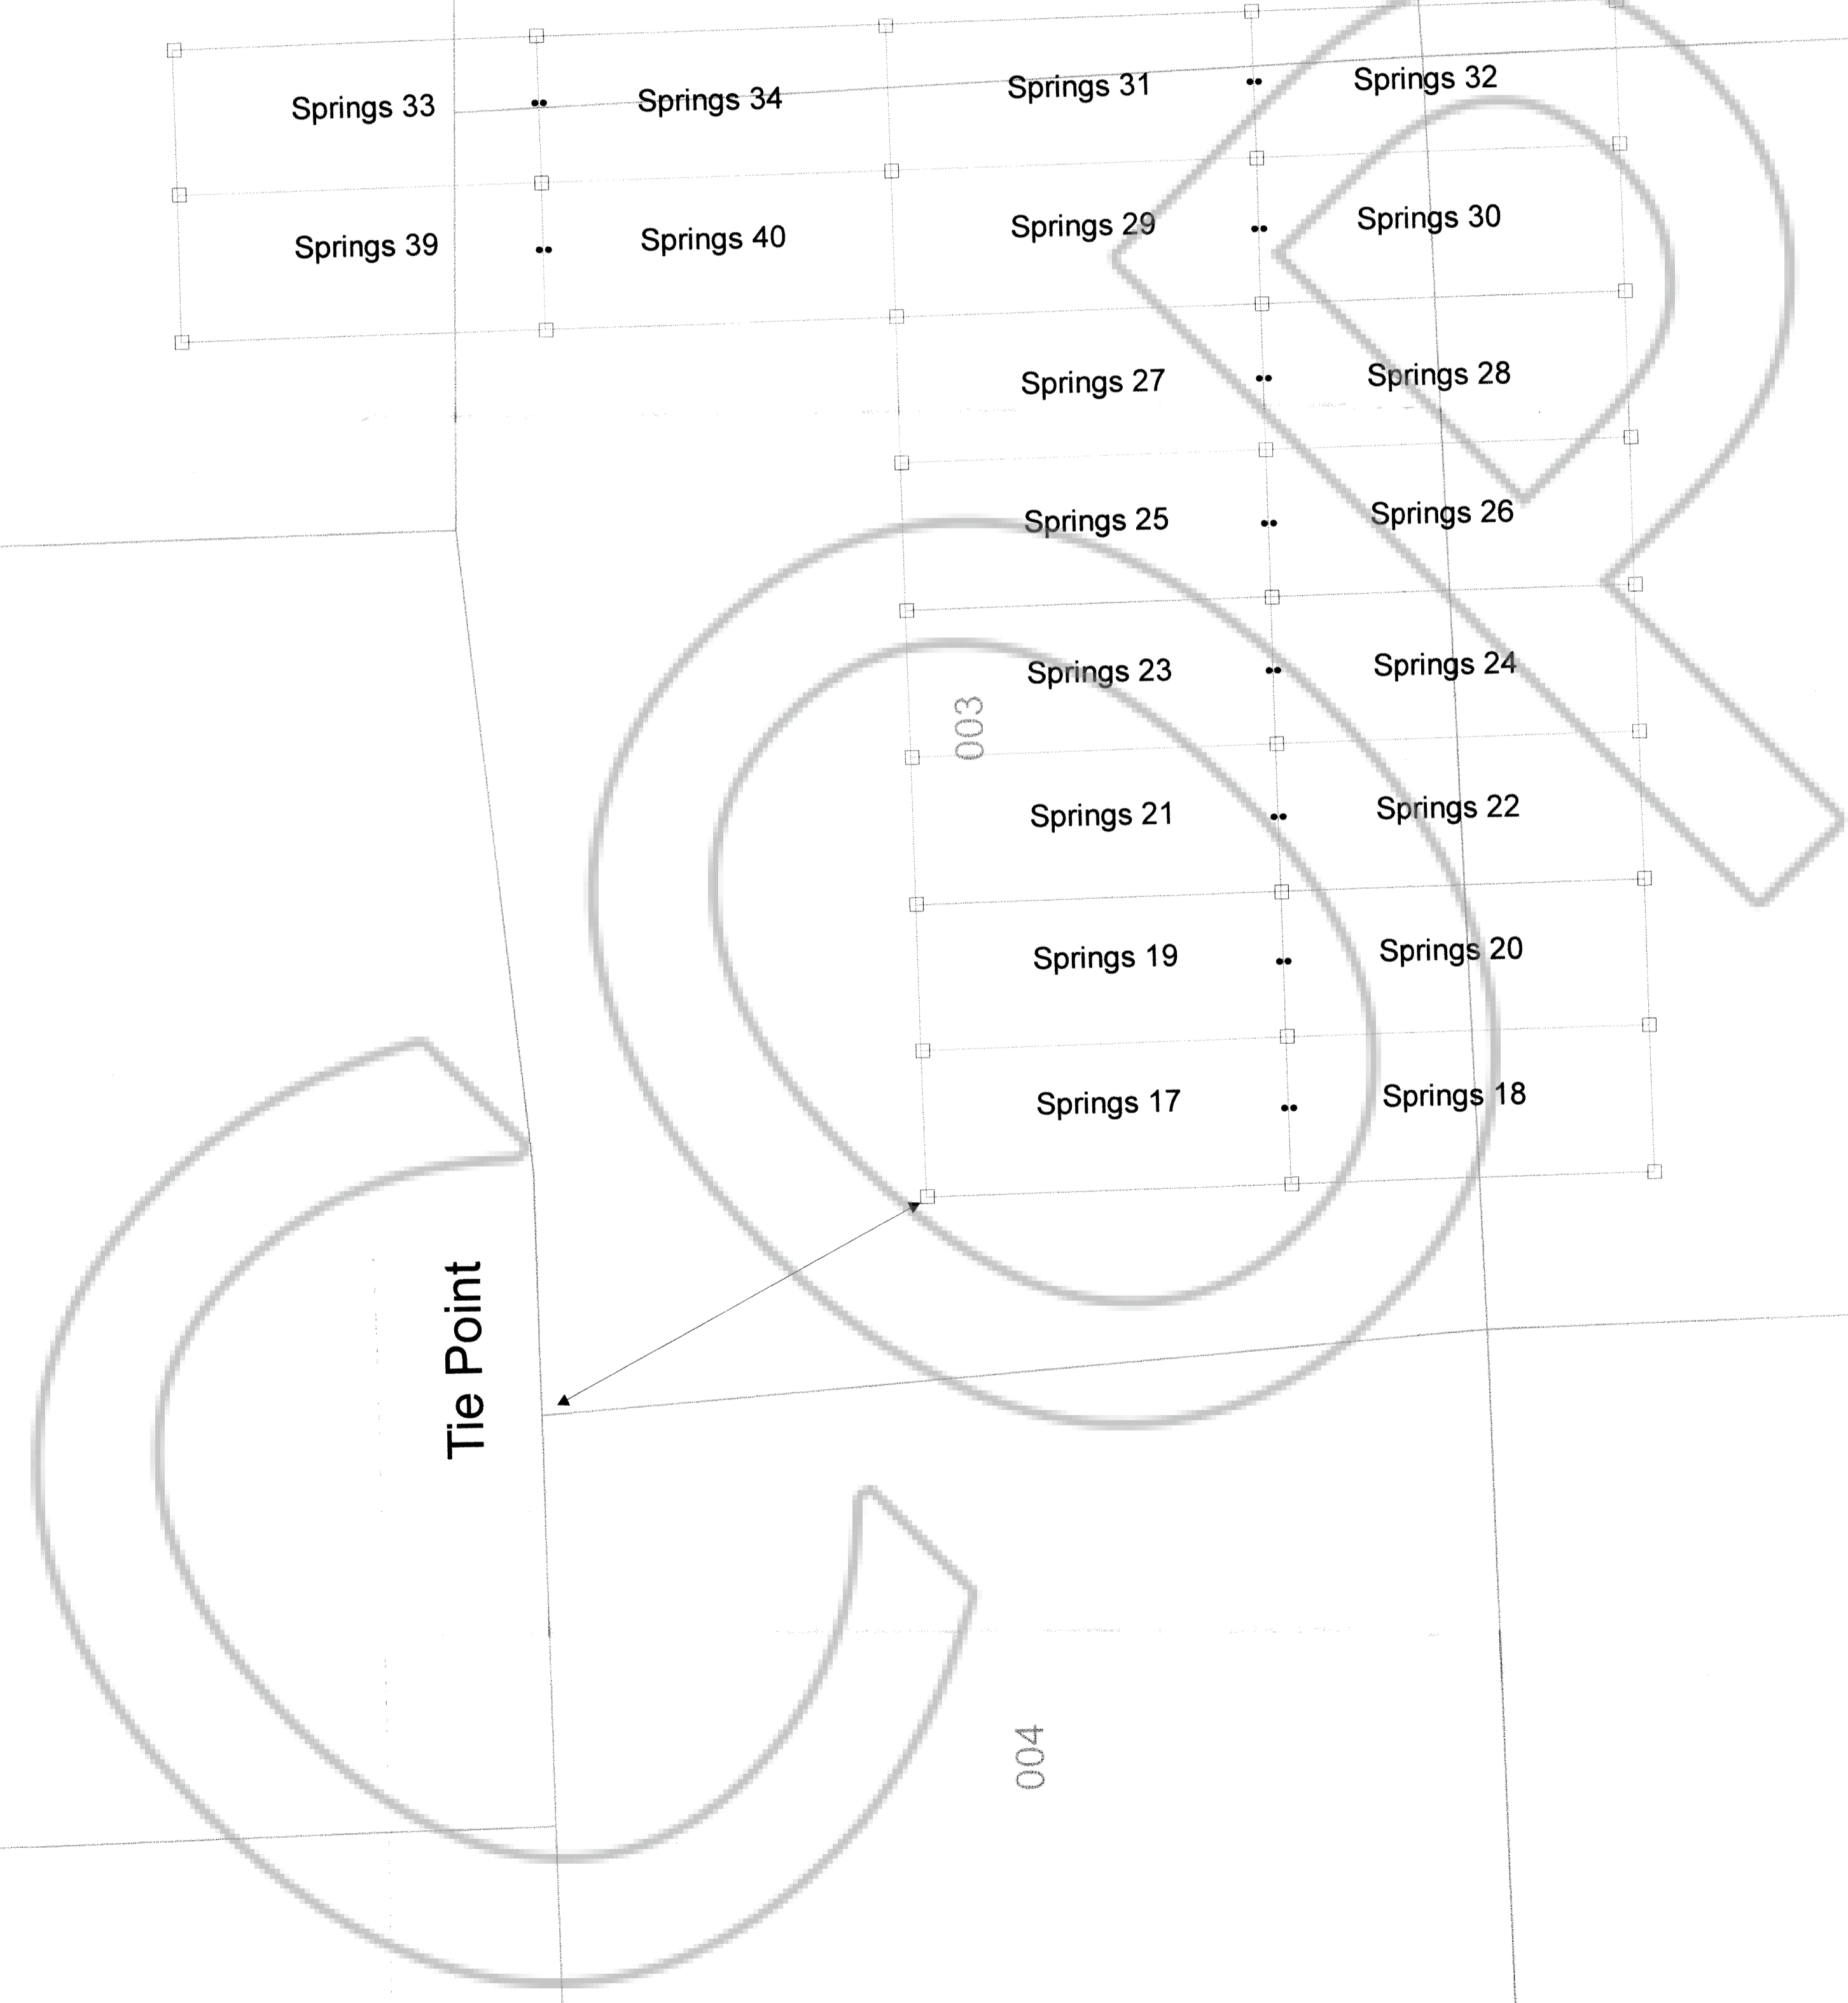 Springs 33 Springs 34 Springs 31 Springs 32
Springs 39 Springs 40 Springs 29 Springs 30
Springs 27 Springs 28
Springs 25 Springs 26
Springs 23 Springs 24
003
Springs 21 Springs 22
Springs 19 Springs 20
Springs 17 Springs 18
Tie Point
004